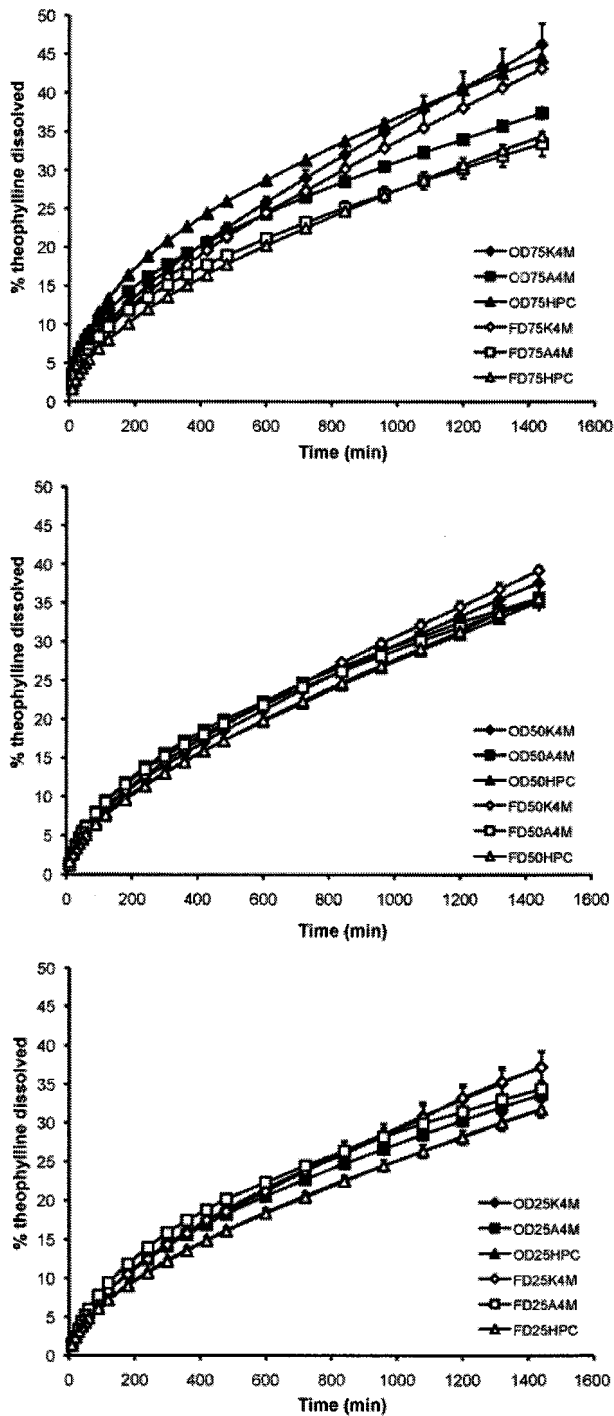 % theophylline dissolved
50
45
40
35
30
25
20
15
10
5
0
OD75K4M
OD75A4M
OD75HPC
FD75K4M
FD75A4M
FD75HPC
0 200 400 600 800 1000 1200 1400 1600
Time (min)
% theophylline dissolved
50
45
40
35
30
25
20
15
10
5
0
OD50K4M
OD50A4M
OD50HPC
FD50K4M
FD50A4M
FD50HPC
0 200 400 600 800 1000 1200 1400 1600
Time (min)
% theophylline dissolved
50
45
40
35
30
25
20
15
10
5
0
OD25K4M
OD25A4M
OD25HPC
FD25K4M
FD25A4M
FD25HPC
0 200 400 600 800 1000 1200 1400 1600
Time (min)